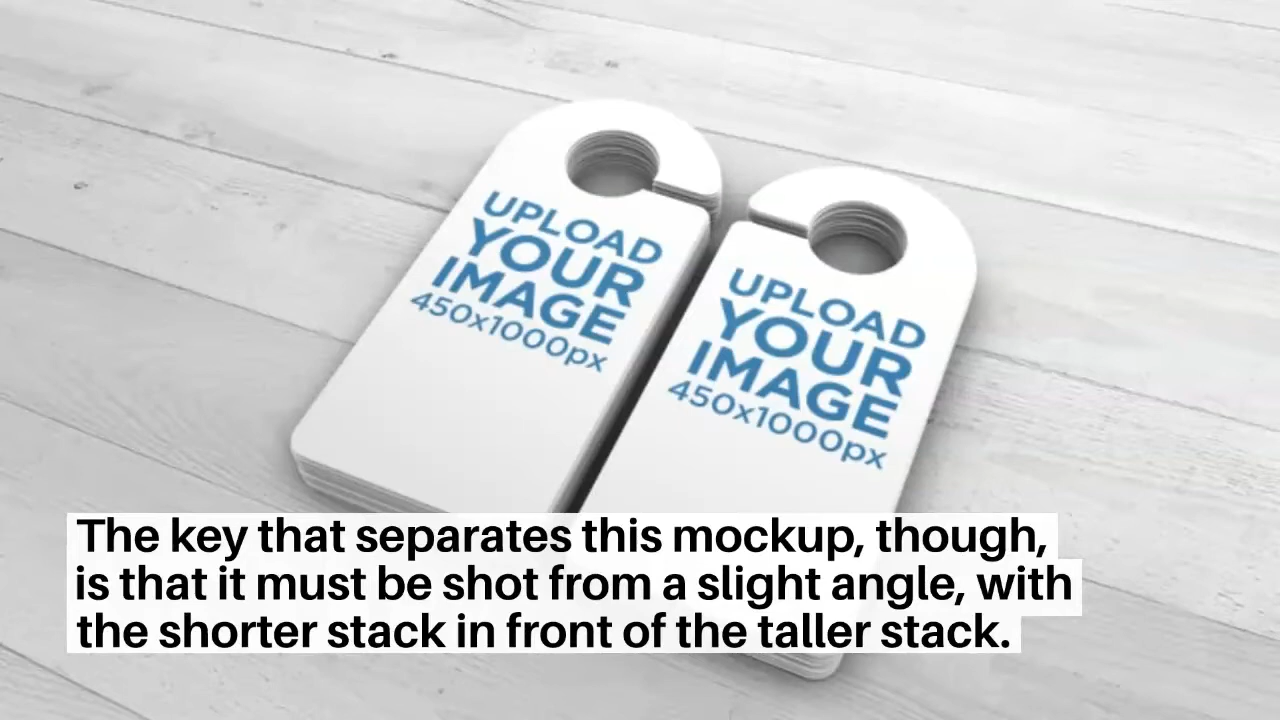 UPLOAD
YOUR
IMAGE
450x1000px
UPLOAD
YOUR
IMAGE
450x1000px
The key that separates this mockup, though,
is that it must be shot from a slight angle, with
the shorter stack in front of the taller stack.